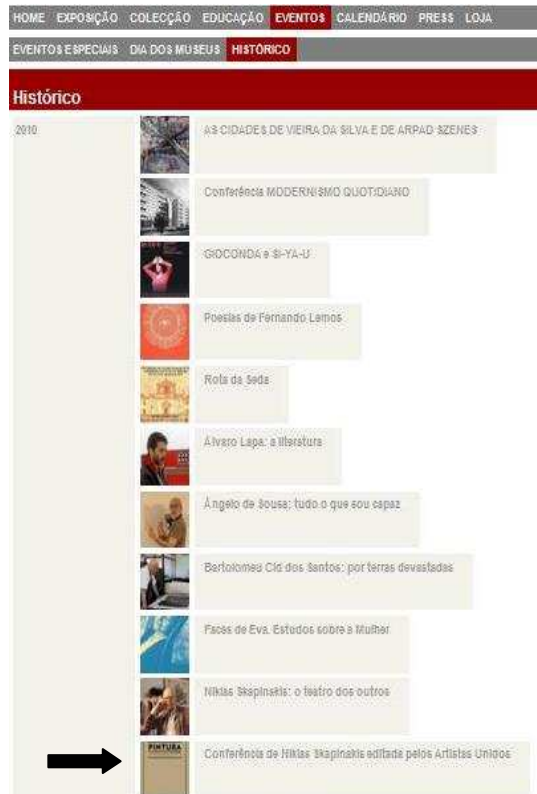 HOME EXPOSIÇÃO COLECÇÃO EDUCAÇÃO EVENTOS CALENDÁRIO PRESS LOJA
EVENTOS ESPECIAIS DIA DOS MUSEUS HISTÓRICO
Histórico
2010
AS CIDADES DE VIEIRA DA SILVA E DE ARPAD SZENES
Conferência MODERNISMO QUOTIDIANO
GIOCONDA e SI-YA-U
Poesias de Fernando Lemos
Rota da Seda
Álvaro Lapa: a literatura
Ângelo de Sousa: tudo o que sou capaz
Bartolomeu Cid dos Santos: por terras devastadas
Faces de Eva. Estudos sobre a Mulher
Nikias Skapinakis: o teatro dos outros
PINTURA
Conferência de Nikias Skapinakis editada pelos Artistas Unidos